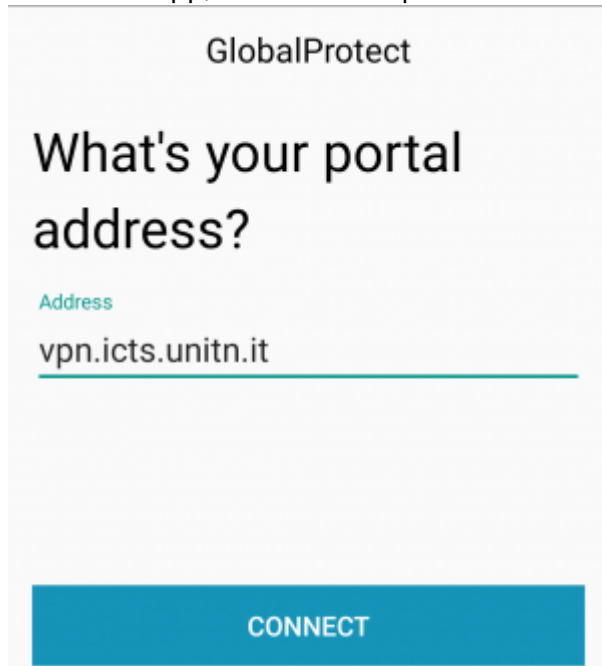 GlobalProtect
What's your portal
address?
Address
vpn.icts.unitn.it
CONNECT